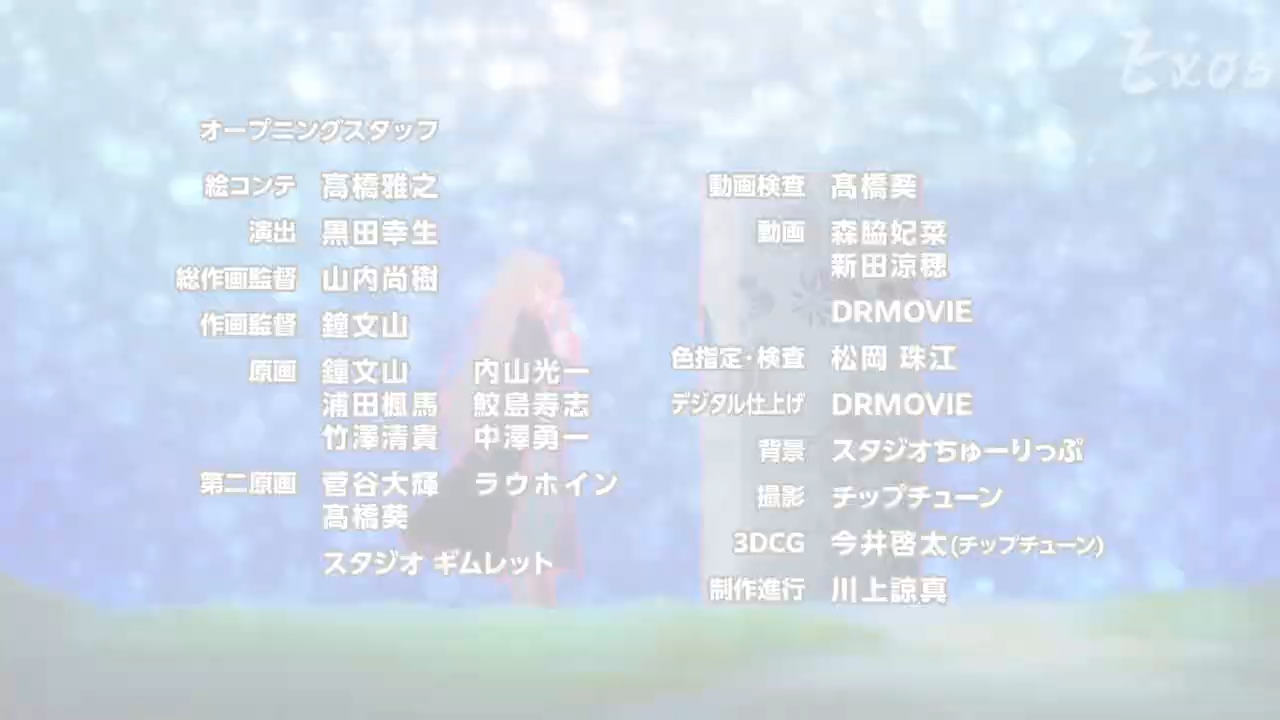 Exos
オープニングスタッフ
絵コンテ 高橋雅之
演出 黒田幸生
総作画監督 山内尚樹
作画監督 鐘文山
原画 鐘文山 内山光一
浦田楓馬 鮫島寿志
竹澤清貴 中澤勇一
第二原画 菅谷大輝 ラウホイン
髙橋葵
スタジオ ギムレット
動画検査 髙橋葵
動画 森脇妃菜
新田涼穂
DRMOVIE
色指定・検査 松岡 珠江
デジタル仕上げ DRMOVIE
背景 スタジオちゅーりっぷ
撮影 チップチューン
3DCG 今井啓太(チップチューン)
制作進行 川上諒真